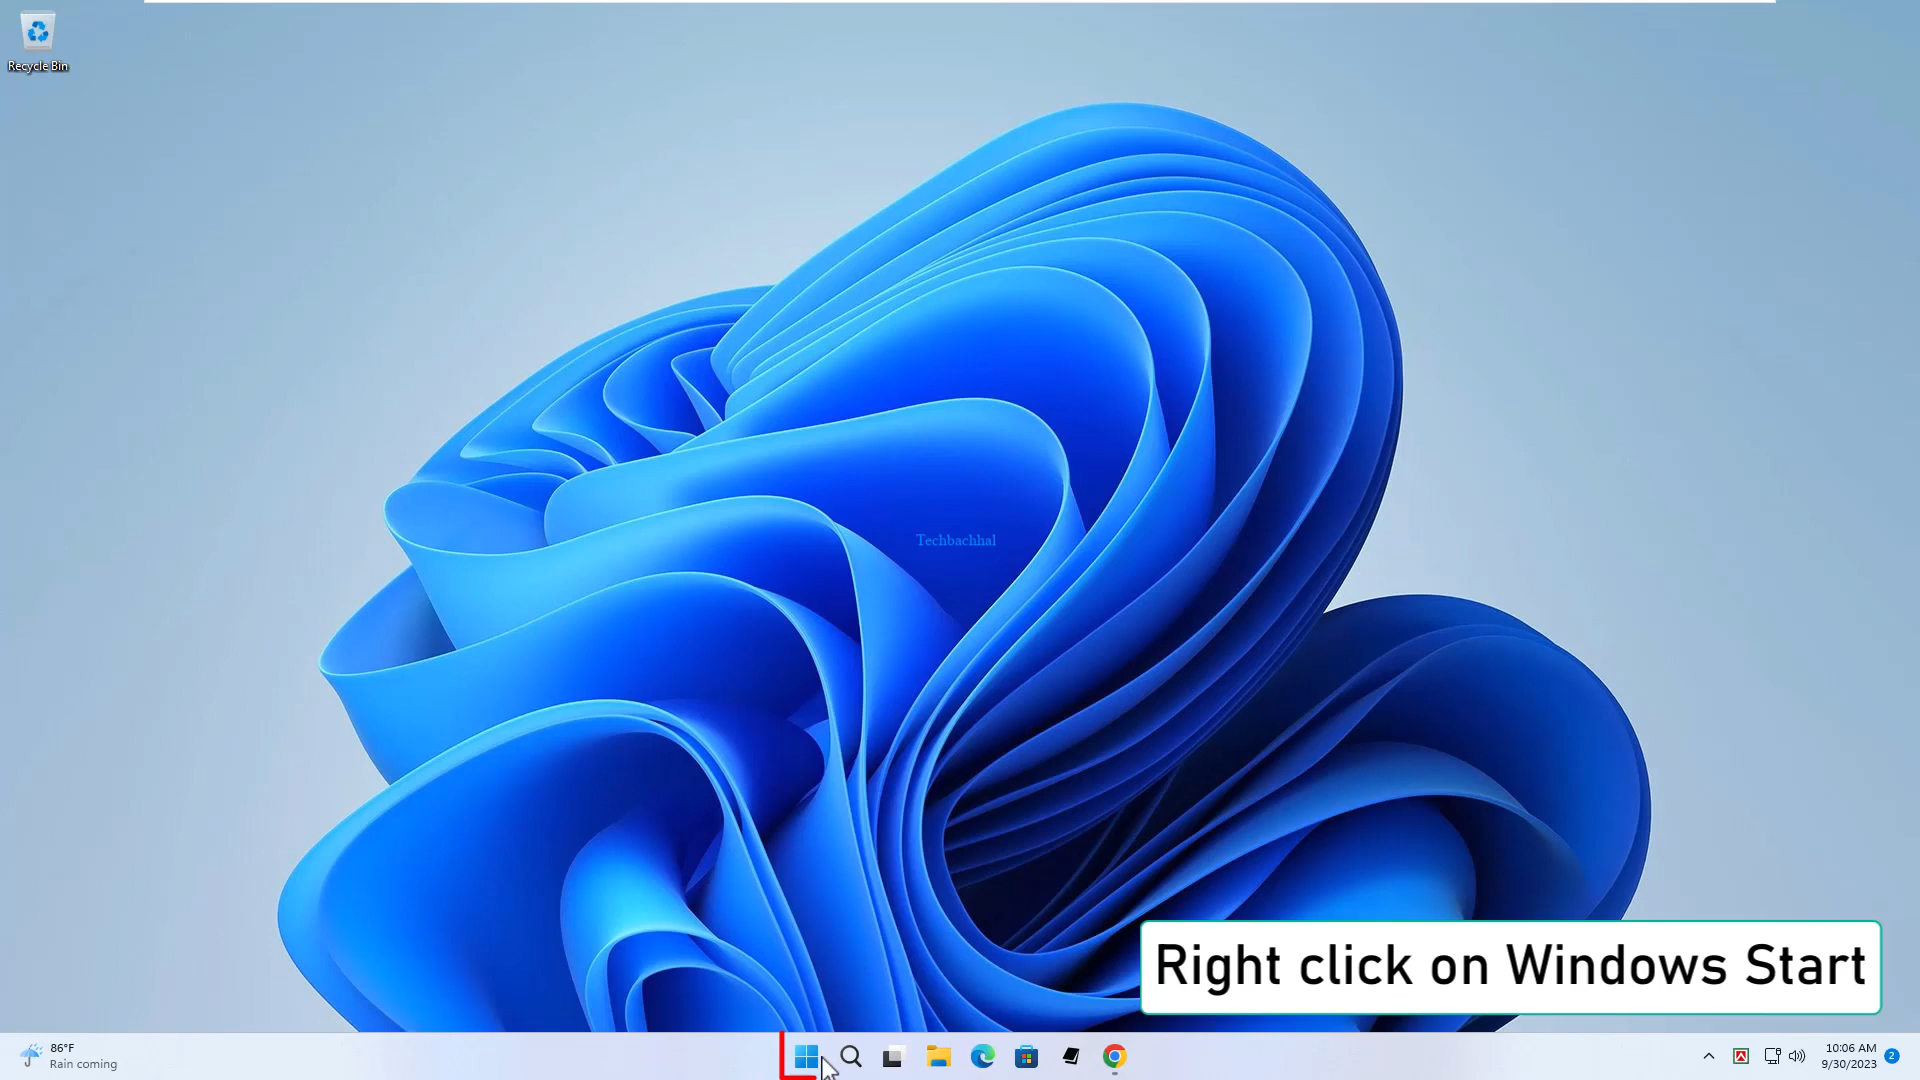 Recycle Bin
Techbachhal
Right click on Windows Start
86°F
Rain coming
10:06 AM
9/30/2023
2